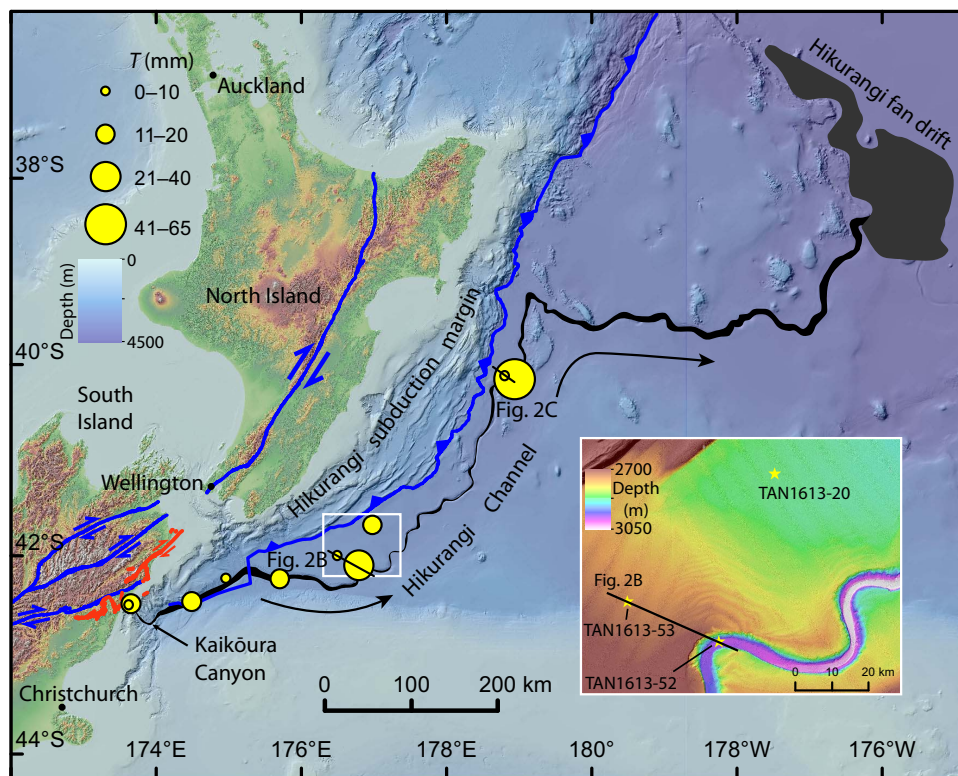 T (mm)
0–10
11–20
21–40
41–65
Depth (m)
0
4500
Auckland
38°S
North Island
40°S
South
Island
Wellington
42°S
Hikurangi subduction margin
Hikurangi Channel
Hikurangi fan drift
Fig. 2C
Fig. 2B
Kaikōura
Canyon
Christchurch
44°S
0 100 200 km
174°E
176°E
178°E
180°
178°W
176°W
2700
Depth
(m)
3050
TAN1613-20
Fig. 2B
TAN1613-53
TAN1613-52
0 10 20 km